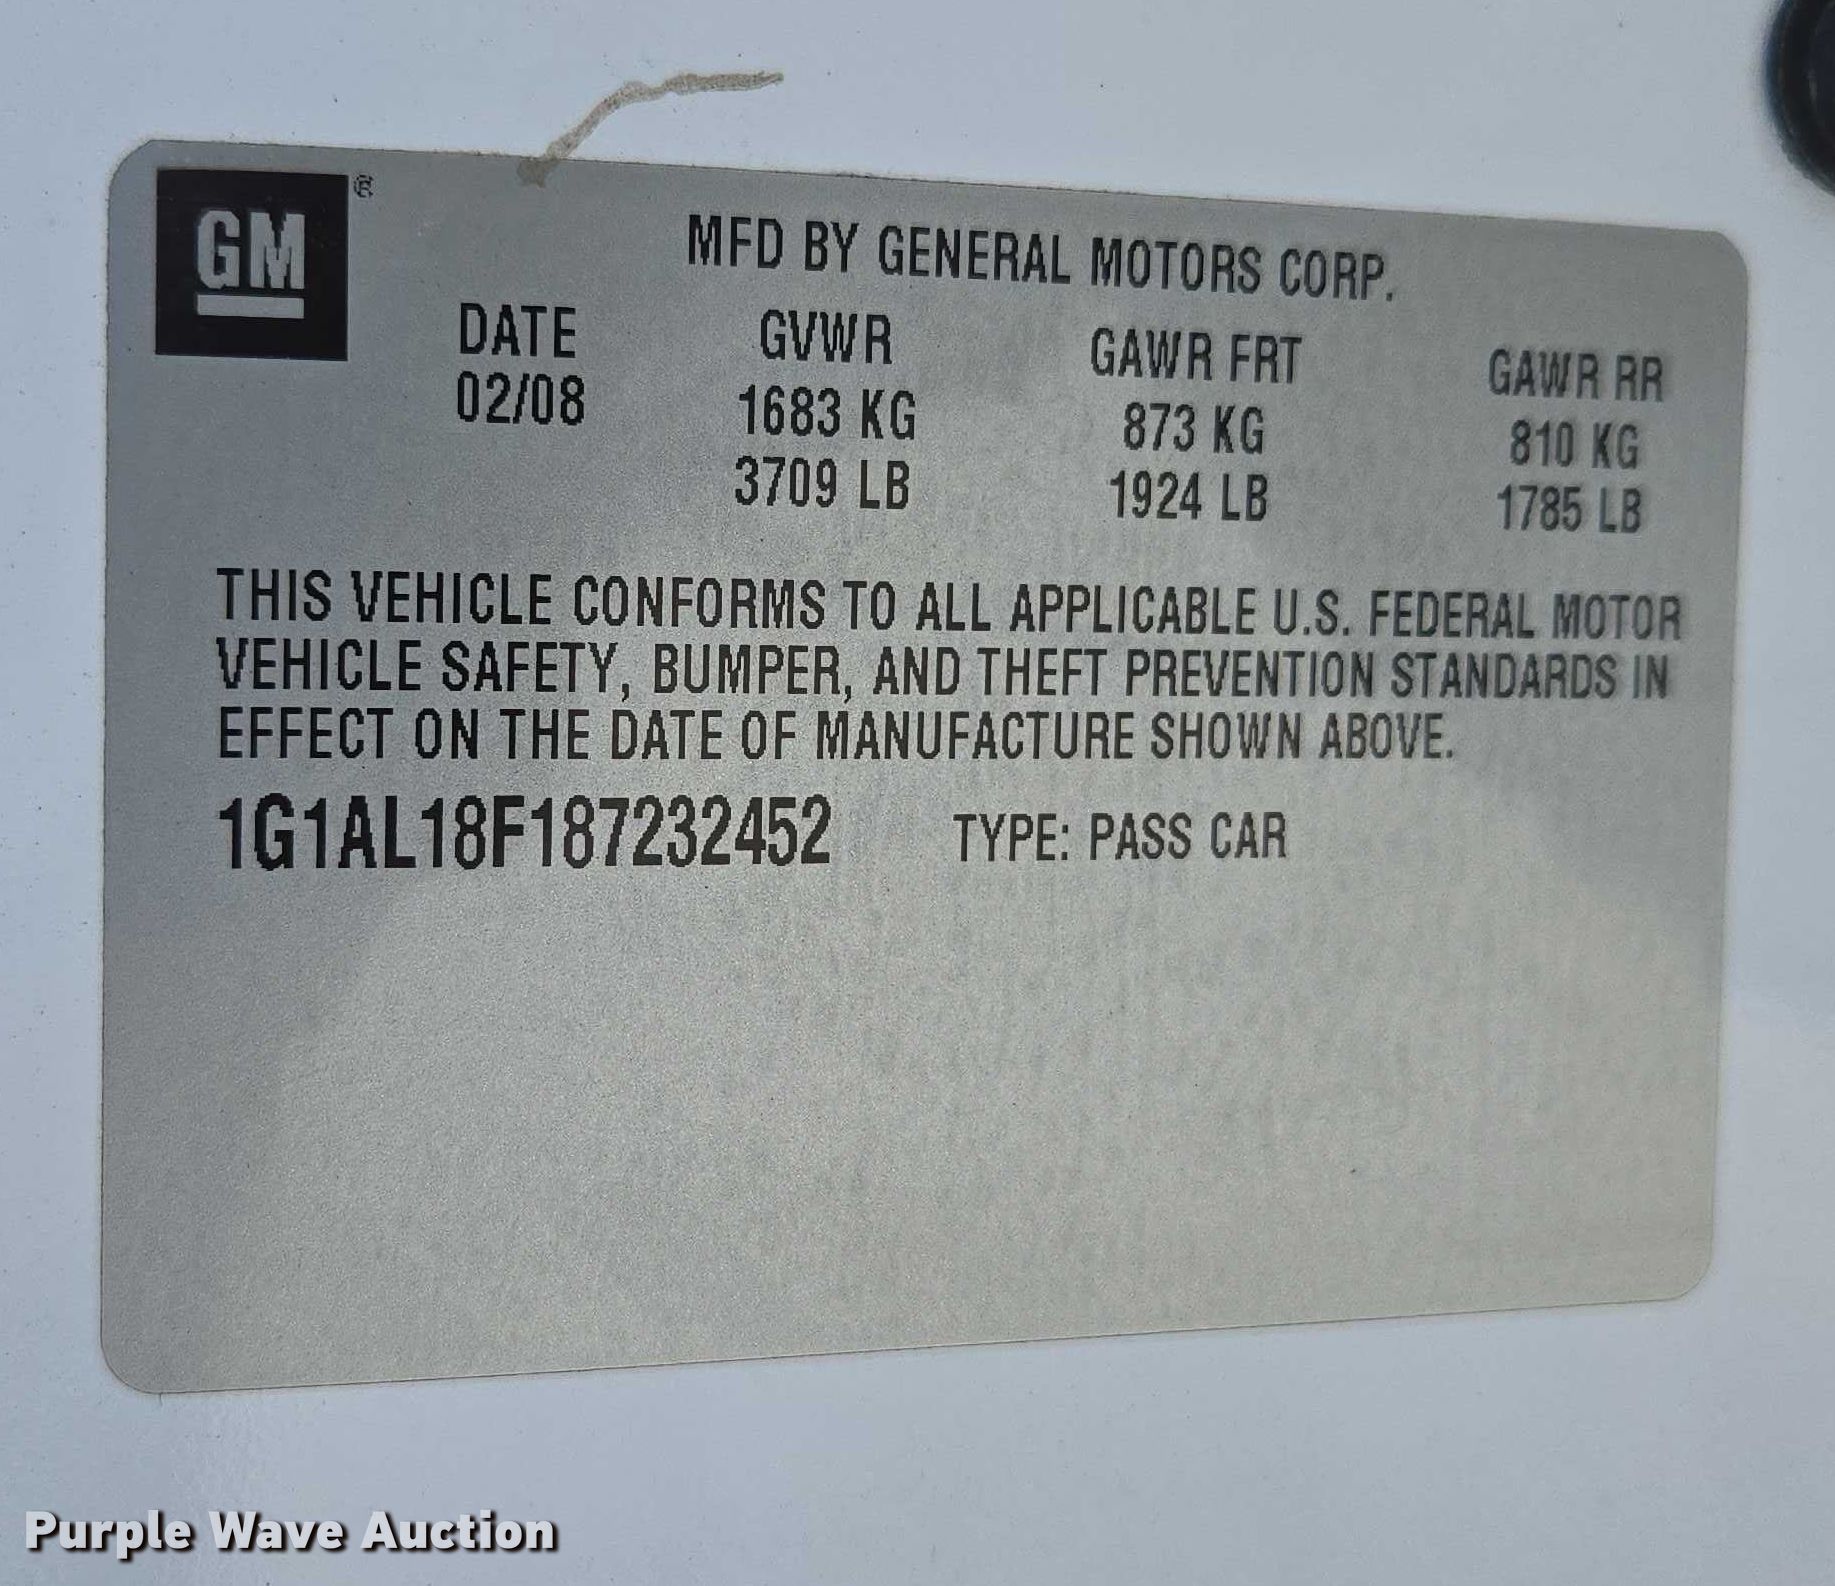 GM®
MFD BY GENERAL MOTORS CORP.
DATE GVWR GAWR FRT GAWR RR
02/08 1683 KG 873 KG 810 KG
3709 LB 1924 LB 1785 LB
THIS VEHICLE CONFORMS TO ALL APPLICABLE U.S. FEDERAL MOTOR
VEHICLE SAFETY, BUMPER, AND THEFT PREVENTION STANDARDS IN
EFFECT ON THE DATE OF MANUFACTURE SHOWN ABOVE.
1G1AL18F187232452 TYPE: PASS CAR
Purple Wave Auction